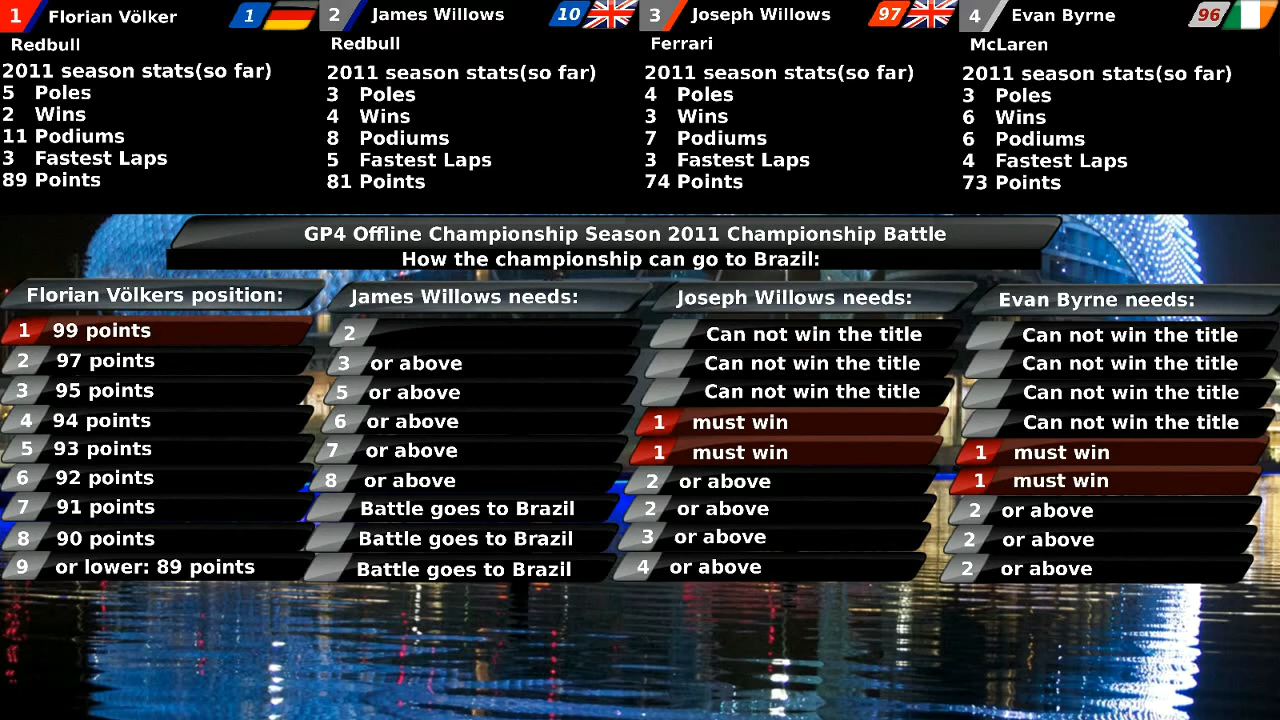 1 Florian Völker 1
Redbull
2011 season stats(so far)
5 Poles
2 Wins
11 Podiums
3 Fastest Laps
89 Points
2 James Willows 10
Redbull
2011 season stats(so far)
3 Poles
4 Wins
8 Podiums
5 Fastest Laps
81 Points
3 Joseph Willows 97
Ferrari
2011 season stats(so far)
4 Poles
3 Wins
7 Podiums
3 Fastest Laps
74 Points
4 Evan Byrne 96
McLaren
2011 season stats(so far)
3 Poles
6 Wins
6 Podiums
4 Fastest Laps
73 Points
GP4 Offline Championship Season 2011 Championship Battle
How the championship can go to Brazil:
Florian Völkers position:
1 99 points
2 97 points
3 95 points
4 94 points
5 93 points
6 92 points
7 91 points
8 90 points
9 or lower: 89 points
James Willows needs:
2
3 or above
5 or above
6 or above
7 or above
8 or above
Battle goes to Brazil
Battle goes to Brazil
Battle goes to Brazil
Joseph Willows needs:
Can not win the title
Can not win the title
Can not win the title
1 must win
1 must win
2 or above
2 or above
3 or above
4 or above
Evan Byrne needs:
Can not win the title
Can not win the title
Can not win the title
Can not win the title
1 must win
1 must win
2 or above
2 or above
2 or above